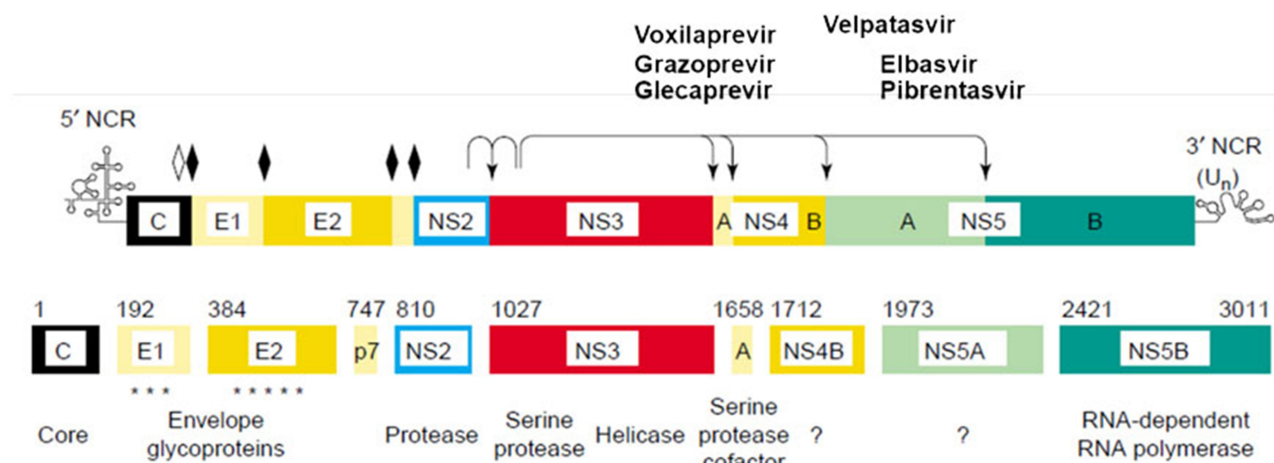 Voxilaprevir
Velpatasvir
Grazoprevir
Elbasvir
Glecaprevir
Pibrentasvir
5′ NCR
3′ NCR
(Un)
C E1 E2 NS2 NS3 A NS4 B A NS5 B
1 192 384 747 810 1027 1658 1712 1973 2421 3011
C E1 E2 p7 NS2 NS3 A NS4B NS5A NS5B
* * * * * * * *
Core
Envelope
glycoproteins
Protease
Serine
protease
Helicase
Serine
protease
cofactor
?
?
RNA-dependent
RNA polymerase